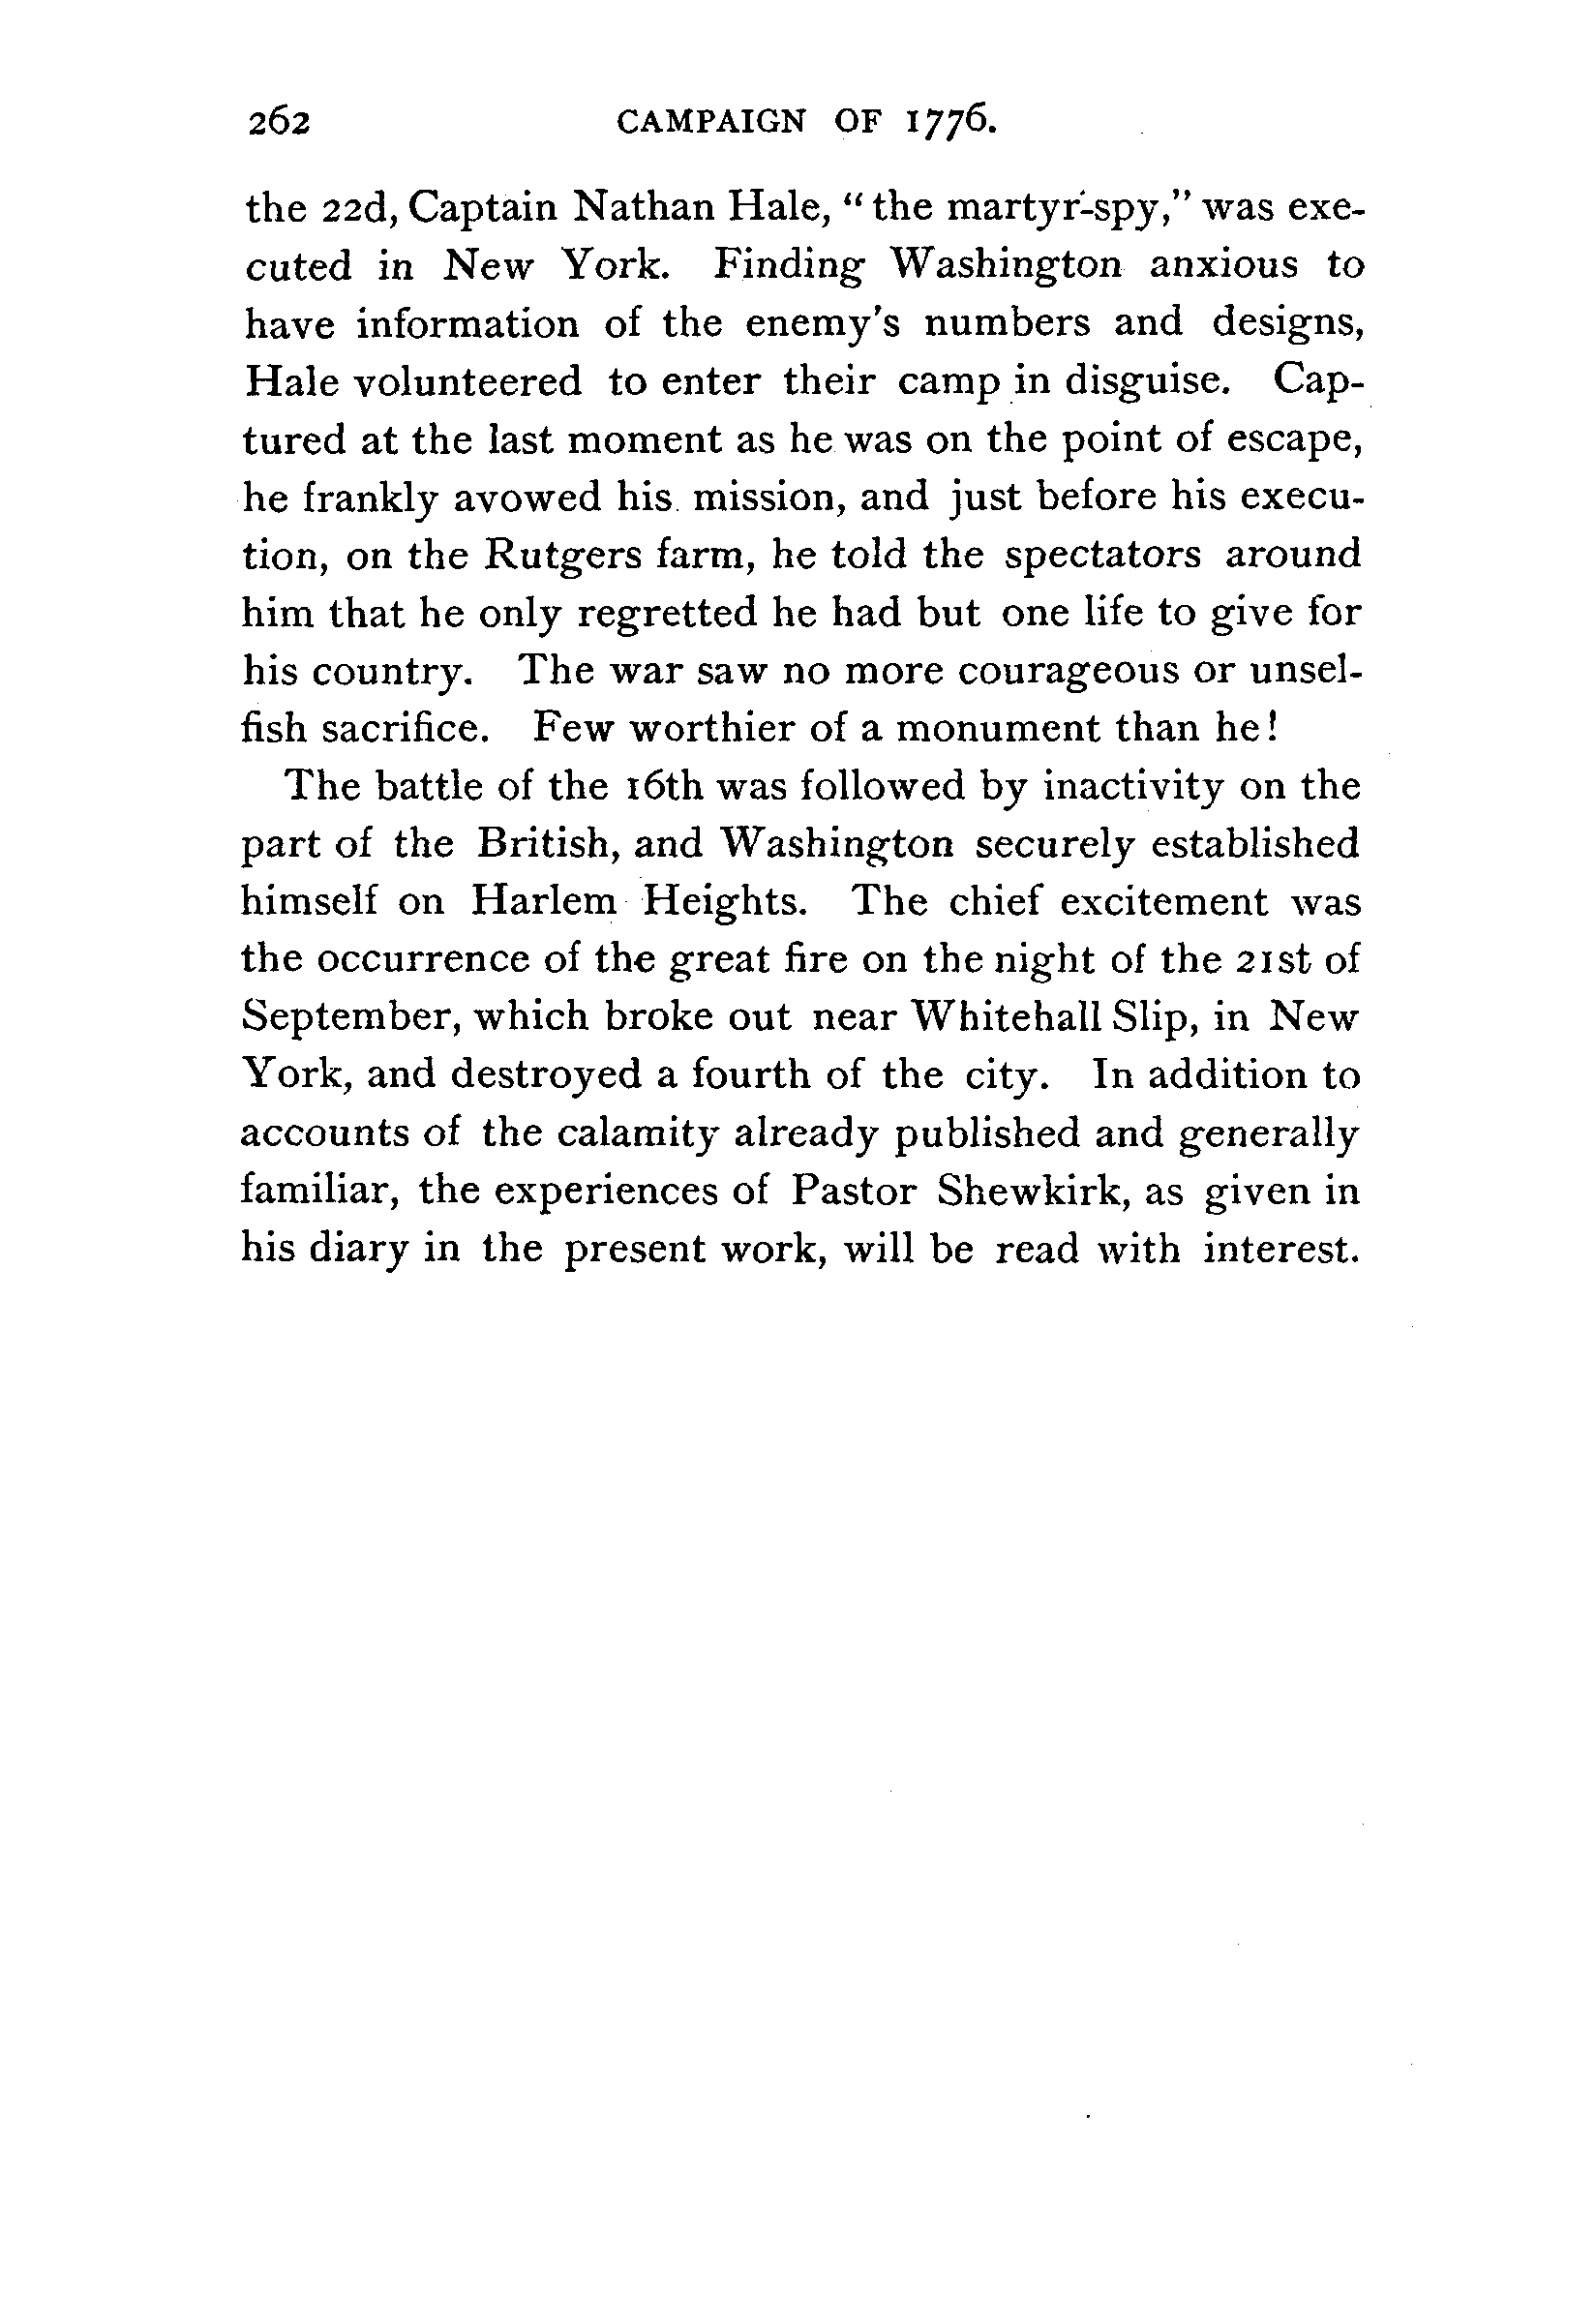 262 CAMPAIGN OF 1776.
the 22d, Captain Nathan Hale, "the martyr-spy," was exe-
cuted in New York. Finding Washington anxious to
have information of the enemy's numbers and designs,
Hale volunteered to enter their camp in disguise. Cap-
tured at the last moment as he was on the point of escape,
he frankly avowed his mission, and just before his execu-
tion, on the Rutgers farm, he told the spectators around
him that he only regretted he had but one life to give for
his country. The war saw no more courageous or unsel-
fish sacrifice. Few worthier of a monument than he!
The battle of the 16th was followed by inactivity on the
part of the British, and Washington securely established
himself on Harlem Heights. The chief excitement was
the occurrence of the great fire on the night of the 21st of
September, which broke out near Whitehall Slip, in New
York, and destroyed a fourth of the city. In addition to
accounts of the calamity already published and generally
familiar, the experiences of Pastor Shewkirk, as given in
his diary in the present work, will be read with interest.